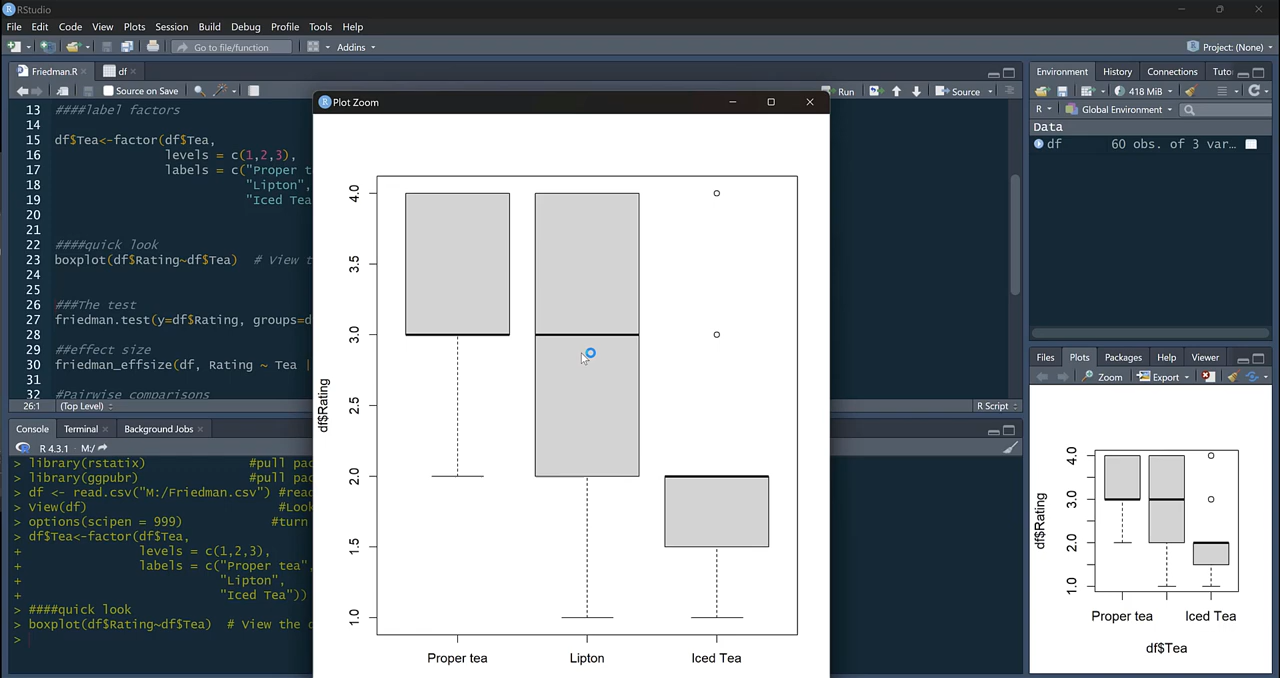 RStudio
File Edit Code View Plots Session Build Debug Profile Tools Help
Go to file/function Addins Project: (None)
Friedman.R df
Source on Save Run Source
13 ####label factors
14
15 df$Tea<-factor(df$Tea,
16 levels = c(1,2,3),
17 labels = c("Proper t
18 "Lipton",
19 "Iced Tea
20
21
22 ####quick look
23 boxplot(df$Rating~df$Tea) # View t
24
25
26 ###The test
27 friedman.test(y=df$Rating, groups=d
28
29 ##effect size
30 friedman_effsize(df, Rating ~ Tea |
31
32 #Pairwise comparisons
26:1 (Top Level) R Script
Console Terminal Background Jobs
R 4.3.1 · M:/
> library(rstatix) #pull pac
> library(ggpubr) #pull pac
> df <- read.csv("M:/Friedman.csv") #read
> View(df) #Look
> options(scipen = 999) #turn
> df$Tea<-factor(df$Tea,
+ levels = c(1,2,3),
+ labels = c("Proper tea",
+ "Lipton",
+ "Iced Tea"))
> ####quick look
> boxplot(df$Rating~df$Tea) # View the d
>
Plot Zoom
4.0
3.5
3.0
2.5
2.0
1.5
1.0
df$Rating
Proper tea Lipton Iced Tea
Environment History Connections Tuto
418 MiB
R Global Environment
Data
df 60 obs. of 3 var...
Files Plots Packages Help Viewer
Zoom Export
4.0
3.0
2.0
1.0
df$Rating
Proper tea Iced Tea
df$Tea